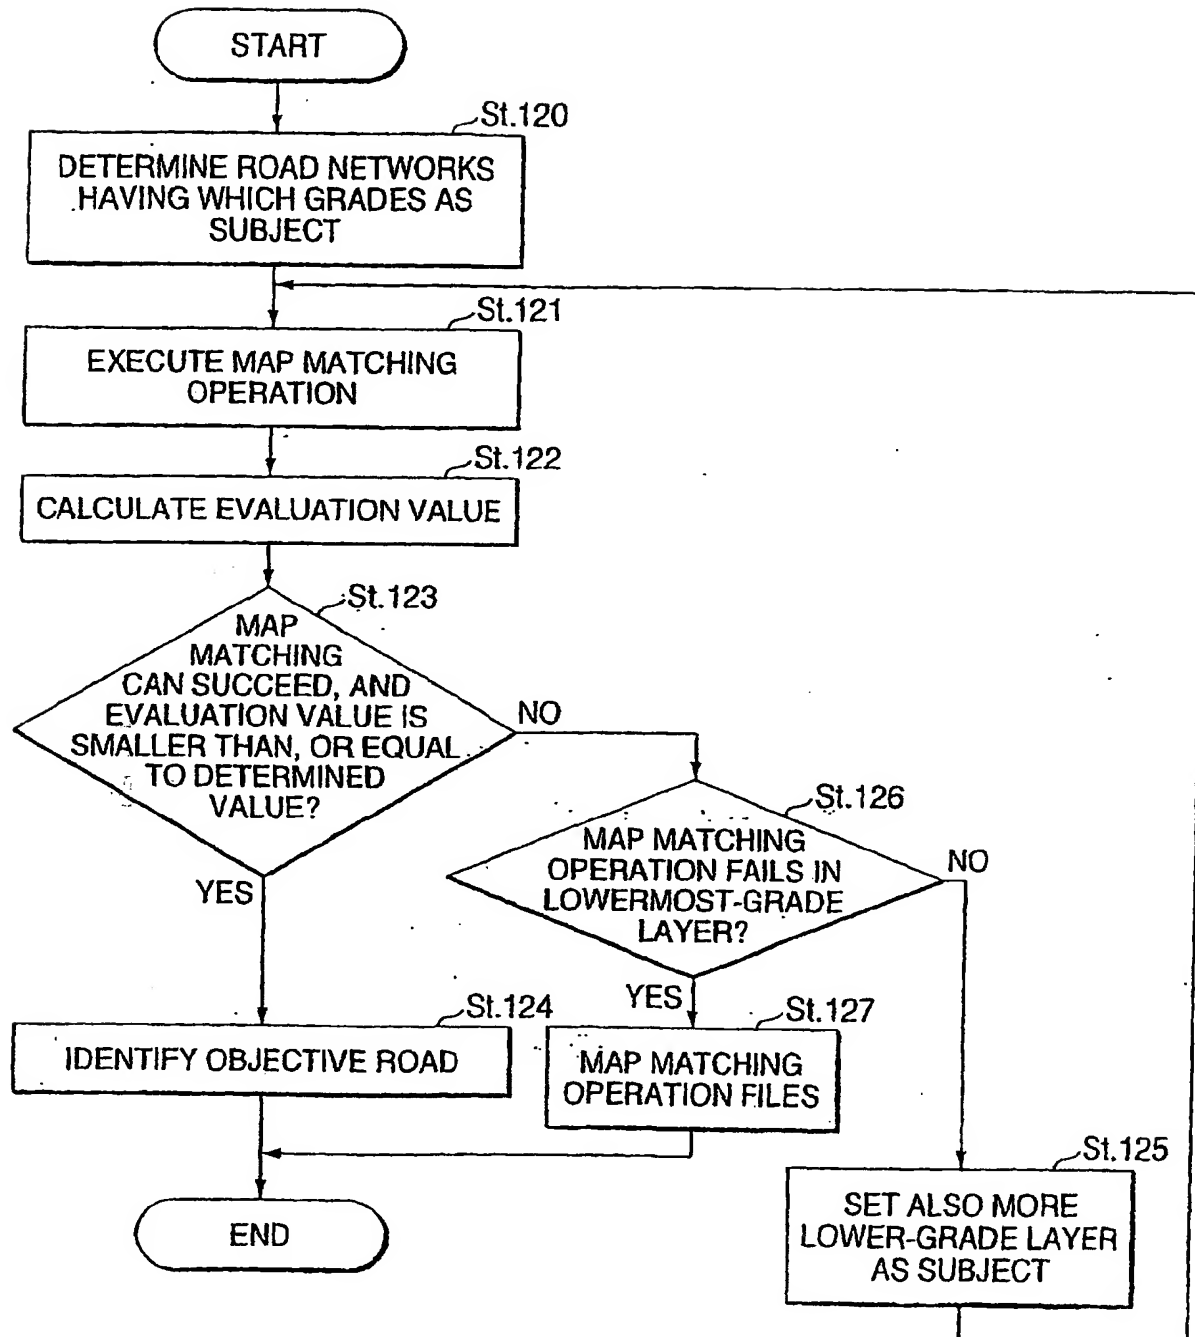 START
St.120
DETERMINE ROAD NETWORKS
HAVING WHICH GRADES AS
SUBJECT
St.121
EXECUTE MAP MATCHING
OPERATION
St.122
CALCULATE EVALUATION VALUE
St.123
MAP
MATCHING
CAN SUCCEED, AND
EVALUATION VALUE IS
SMALLER THAN, OR EQUAL
TO DETERMINED
VALUE?
NO
YES
St.126
MAP MATCHING
OPERATION FAILS IN
LOWERMOST-GRADE
LAYER?
NO
YES
St.124
IDENTIFY OBJECTIVE ROAD
St.127
MAP MATCHING
OPERATION FILES
St.125
SET ALSO MORE
LOWER-GRADE LAYER
AS SUBJECT
END